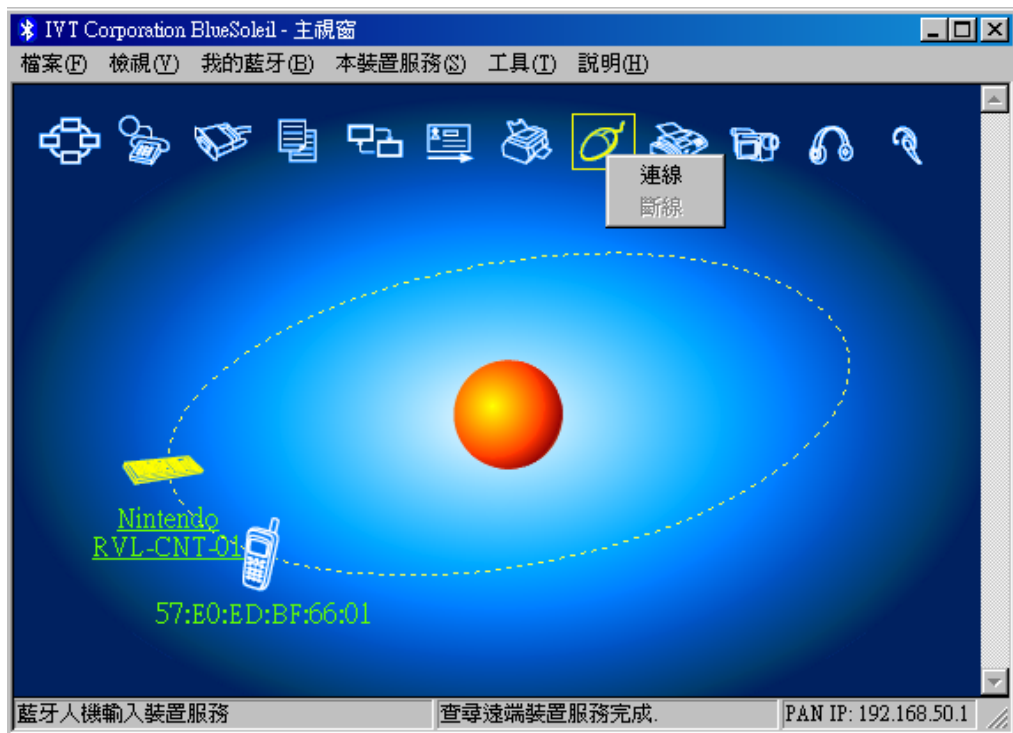 IVT Corporation BlueSoleil - 主視窗
檔案(F) 檢視(V) 我的藍牙(B) 本裝置服務(S) 工具(T) 說明(H)
連線
斷線
Nintendo
RVL-CNT-01
57:E0:ED:BF:66:01
藍牙人機輸入裝置服務 查尋遠端裝置服務完成. PAN IP: 192.168.50.1